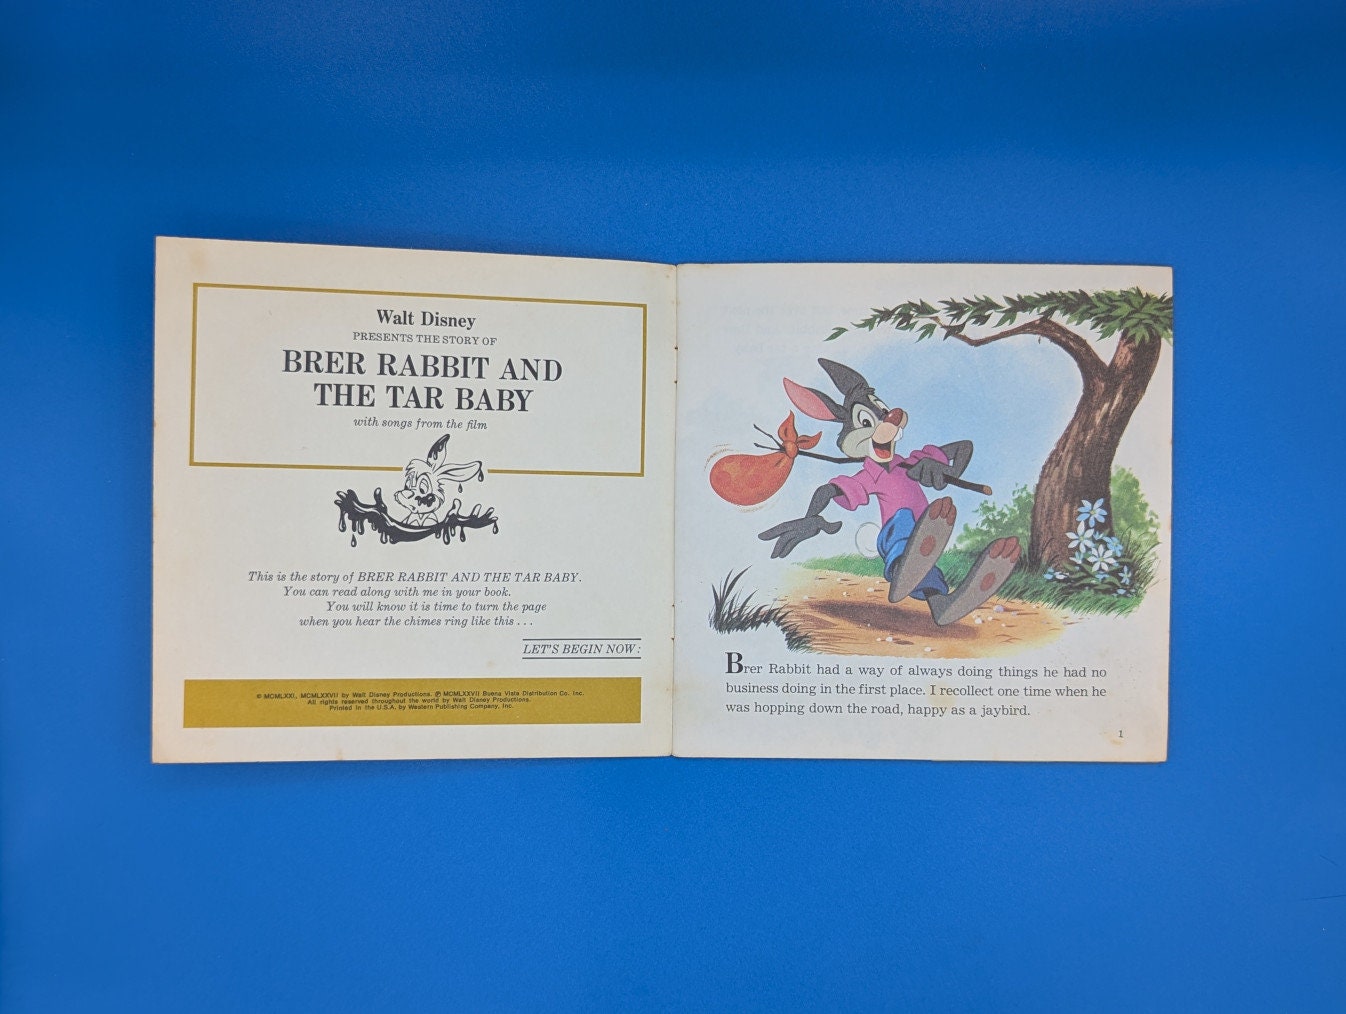 Walt Disney
PRESENTS THE STORY OF
BRER RABBIT AND
THE TAR BABY
with songs from the film
This is the story of BRER RABBIT AND THE TAR BABY.
You can read along with me in your book.
You will know it is time to turn the page
when you hear the chimes ring like this . . .
LET'S BEGIN NOW:
© MCMLXXI, MCMLXXVII by Walt Disney Productions. ℗ MCMLXXVII Buena Vista Distribution Co. Inc.
All rights reserved throughout the world by Walt Disney Productions.
Printed in the U.S.A. by Western Publishing Company, Inc.
Brer Rabbit had a way of always doing things he had no
business doing in the first place. I recollect one time when he
was hopping down the road, happy as a jaybird.
1